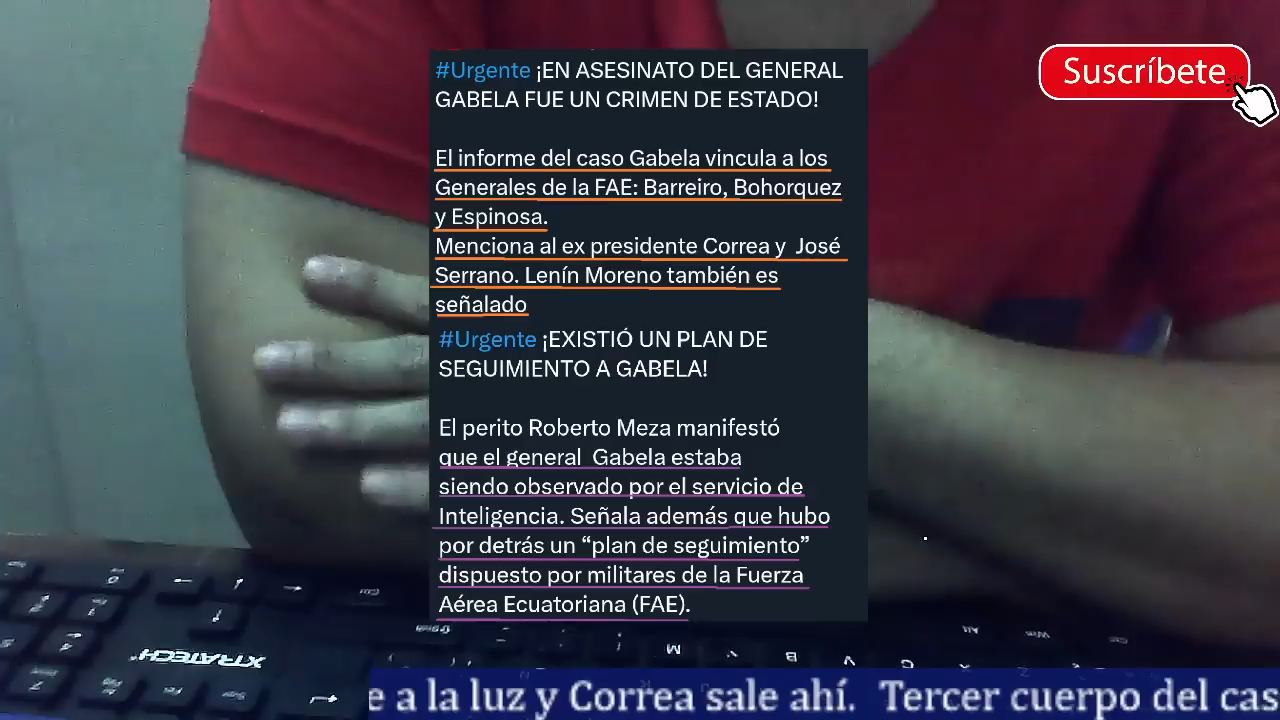 #Urgente ¡EN ASESINATO DEL GENERAL
GABELA FUE UN CRIMEN DE ESTADO!
El informe del caso Gabela vincula a los
Generales de la FAE: Barreiro, Bohorquez
y Espinosa.
Menciona al ex presidente Correa y José
Serrano. Lenín Moreno también es
señalado
#Urgente ¡EXISTIÓ UN PLAN DE
SEGUIMIENTO A GABELA!
El perito Roberto Meza manifestó
que el general Gabela estaba
siendo observado por el servicio de
Inteligencia. Señala además que hubo
por detrás un “plan de seguimiento”
dispuesto por militares de la Fuerza
Aérea Ecuatoriana (FAE).
Suscríbete
XTRATECH
e a la luz y Correa sale ahí. Tercer cuerpo del cas